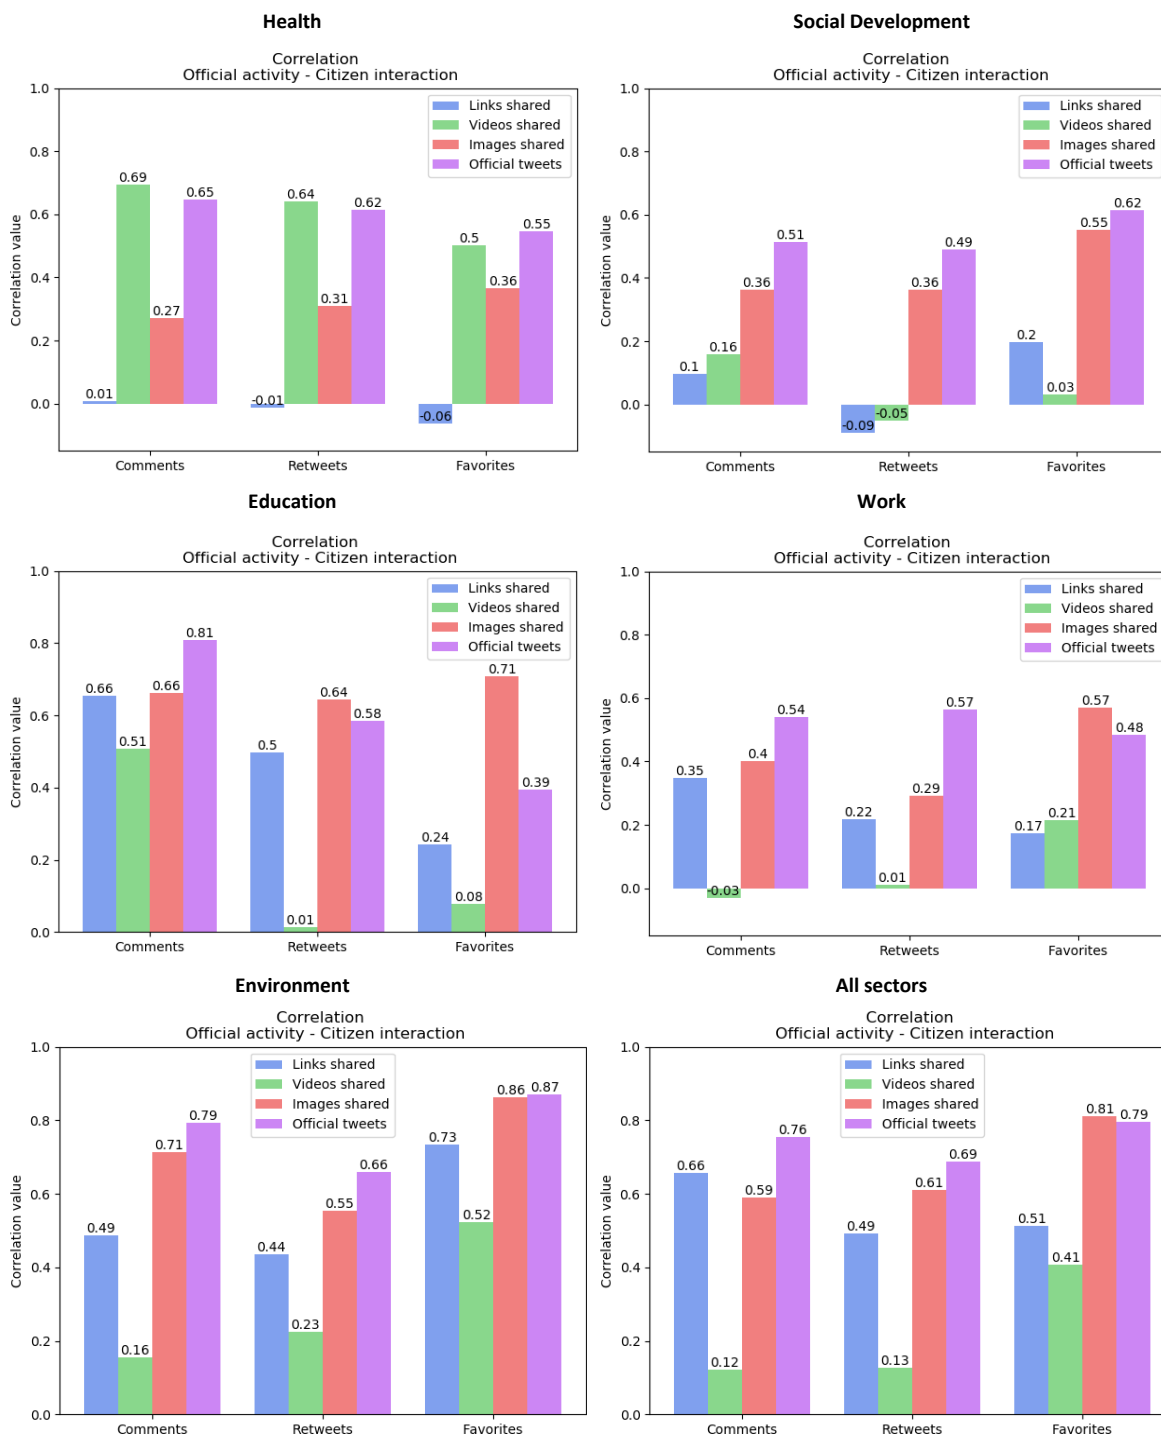 Health
Correlation
Official activity - Citizen interaction
1.0
0.8
0.6
0.4
0.2
0.0
Correlation value
Links shared
Videos shared
Images shared
Official tweets
0.01
0.69
0.27
0.65
-0.01
0.64
0.31
0.62
-0.06
0.5
0.36
0.55
Comments
Retweets
Favorites
Social Development
Correlation
Official activity - Citizen interaction
1.0
0.8
0.6
0.4
0.2
0.0
Correlation value
Links shared
Videos shared
Images shared
Official tweets
0.1
0.16
0.36
0.51
-0.09
-0.05
0.36
0.49
0.2
0.03
0.55
0.62
Comments
Retweets
Favorites
Education
Correlation
Official activity - Citizen interaction
1.0
0.8
0.6
0.4
0.2
0.0
Correlation value
Links shared
Videos shared
Images shared
Official tweets
0.66
0.51
0.66
0.81
0.5
0.01
0.64
0.58
0.24
0.08
0.71
0.39
Comments
Retweets
Favorites
Work
Correlation
Official activity - Citizen interaction
1.0
0.8
0.6
0.4
0.2
0.0
Correlation value
Links shared
Videos shared
Images shared
Official tweets
0.35
-0.03
0.4
0.54
0.22
0.01
0.29
0.57
0.17
0.21
0.57
0.48
Comments
Retweets
Favorites
Environment
Correlation
Official activity - Citizen interaction
1.0
0.8
0.6
0.4
0.2
0.0
Correlation value
Links shared
Videos shared
Images shared
Official tweets
0.49
0.16
0.71
0.79
0.44
0.23
0.55
0.66
0.73
0.52
0.86
0.87
Comments
Retweets
Favorites
All sectors
Correlation
Official activity - Citizen interaction
1.0
0.8
0.6
0.4
0.2
0.0
Correlation value
Links shared
Videos shared
Images shared
Official tweets
0.66
0.12
0.59
0.76
0.49
0.13
0.61
0.69
0.51
0.41
0.81
0.79
Comments
Retweets
Favorites